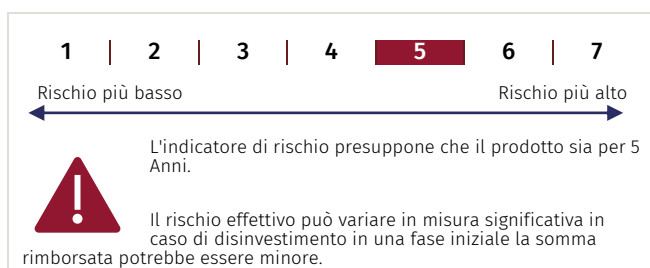 1 | 2 | 3 | 4 | 5 | 6 | 7
Rischio più basso Rischio più alto
L'indicatore di rischio presuppone che il prodotto sia per 5
Anni.
!
Il rischio effettivo può variare in misura significativa in
caso di disinvestimento in una fase iniziale la somma
rimborsata potrebbe essere minore.